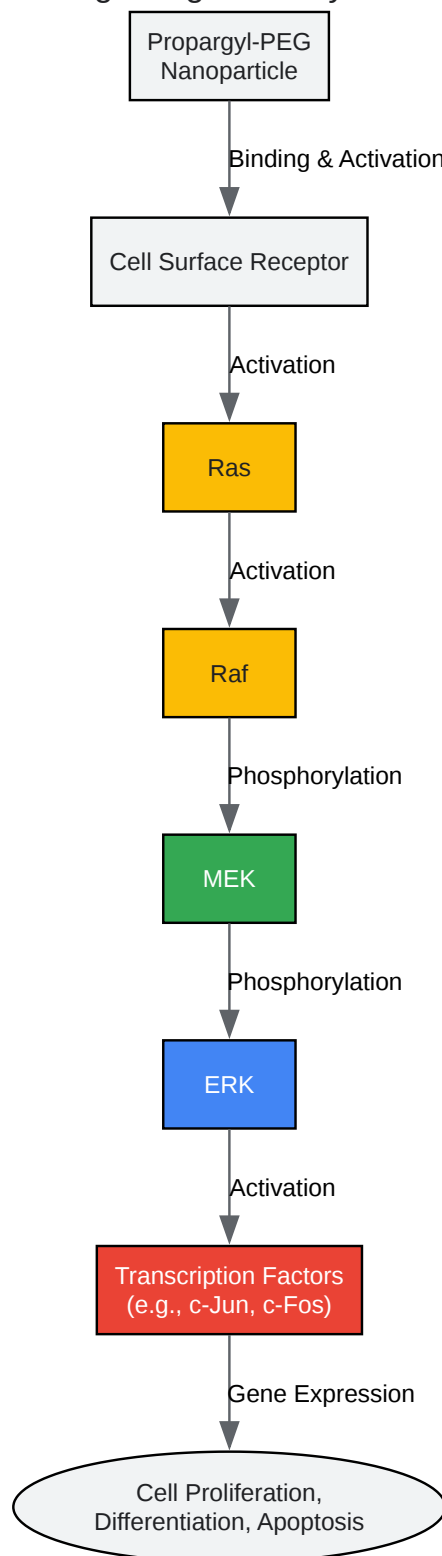 Propargyl-PEG
Nanoparticle
Binding & Activation
Cell Surface Receptor
Activation
Ras
Activation
Raf
Phosphorylation
MEK
Phosphorylation
ERK
Activation
Transcription Factors
(e.g., c-Jun, c-Fos)
Gene Expression
Cell Proliferation,
Differentiation, Apoptosis